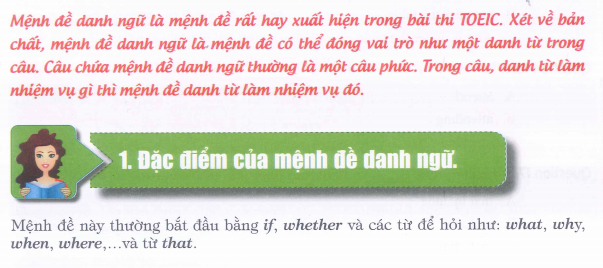 Mệnh đề danh ngữ là mệnh đề rất hay xuất hiện trong bài thi TOEIC. Xét về bản
chất, mệnh đề danh ngữ là mệnh đề có thể đóng vai trò như một danh từ trong
câu. Câu chứa mệnh đề danh ngữ thường là một câu phức. Trong câu, danh từ làm
nhiệm vụ gì thì mệnh đề danh từ làm nhiệm vụ đó.
1. Đặc điểm của mệnh đề danh ngữ.
Mệnh đề này thường bắt đầu bằng if, whether và các từ để hỏi như: what, why,
when, where,...và từ that.